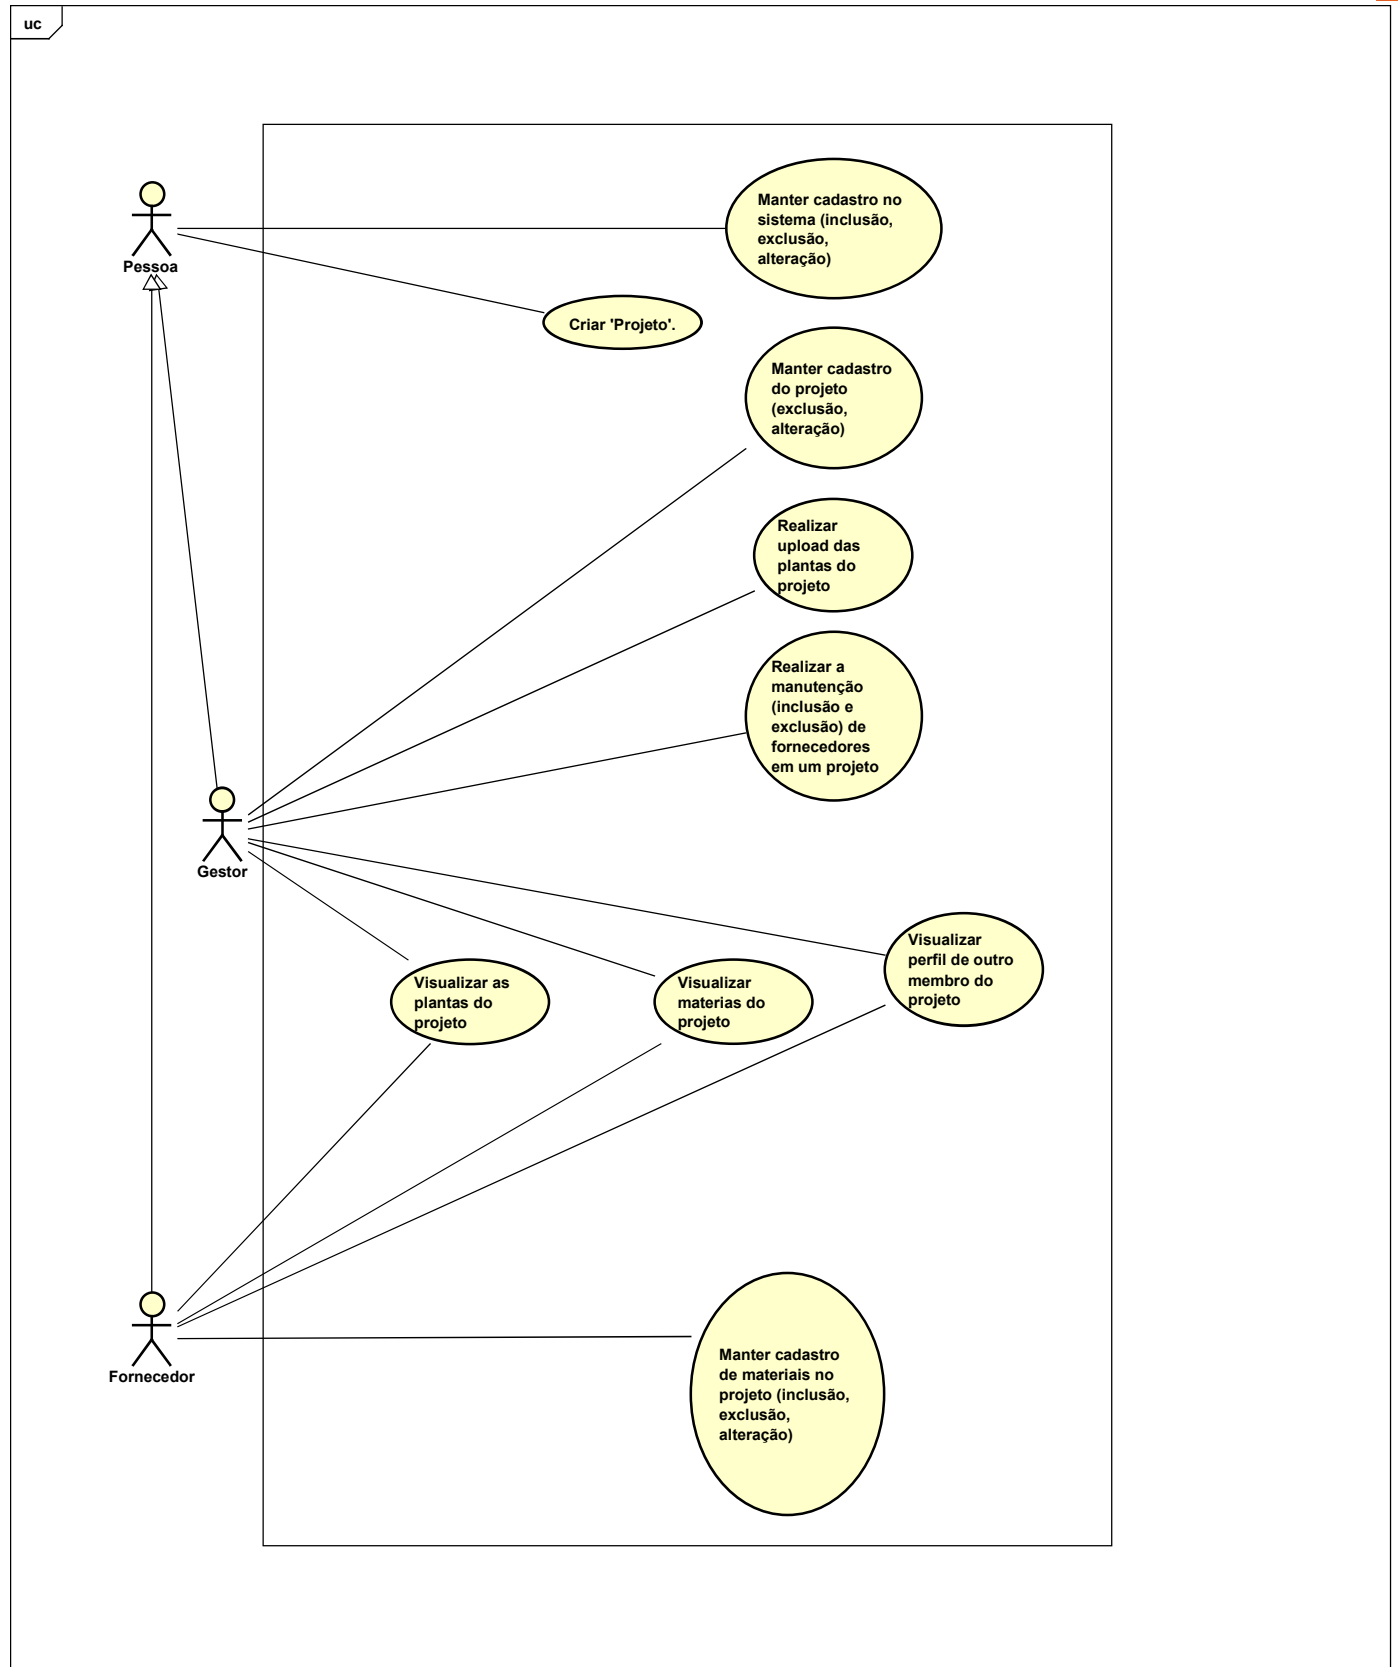 uc
Manter cadastro no
sistema (inclusão,
exclusão,
alteração)
Pessoa
Criar 'Projeto'.
Manter cadastro
do projeto
(exclusão,
alteração)
Realizar
upload das
plantas do
projeto
Realizar a
manutenção
(inclusão e
exclusão) de
fornecedores
em um projeto
Gestor
Visualizar
perfil de outro
membro do
projeto
Visualizar as
plantas do
projeto
Visualizar
materias do
projeto
Fornecedor
Manter cadastro
de materiais no
projeto (inclusão,
exclusão,
alteração)